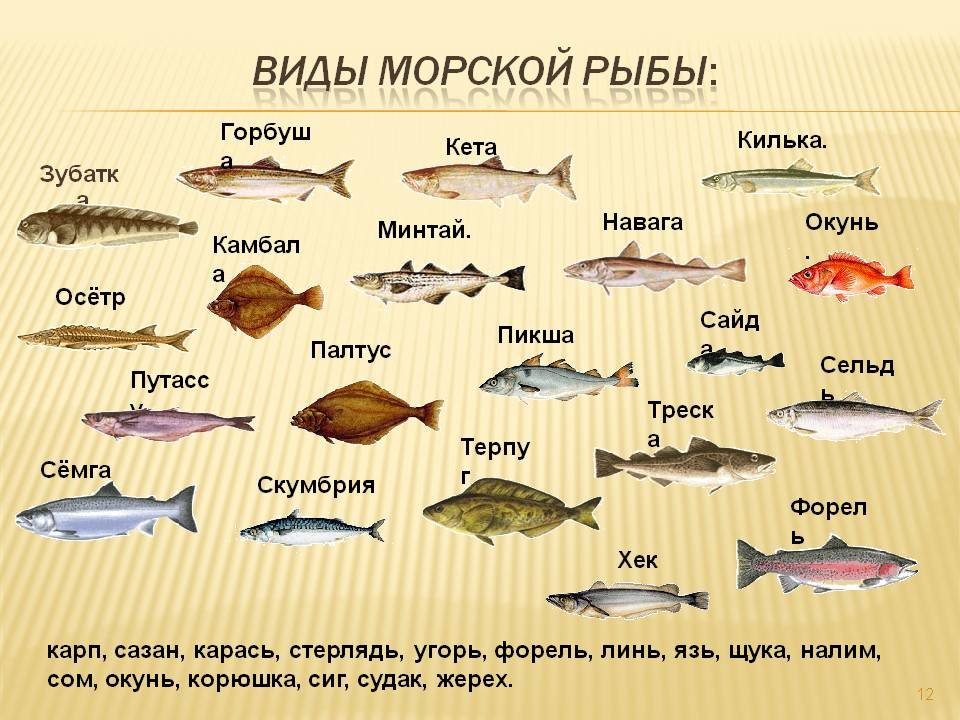 ВИДЫ МОРСКОЙ РЫБЫ:
Горбуш
а
Кета
Килька.
Зубатк
а
Камбал
а
Минтай.
Навага
Окунь
.
Осётр
Палтус
Пикша
Сайд
а
Сельд
ь
Путасс
у
Треск
а
Терпу
г
Сёмга
Скумбрия
Форел
ь
Хек
карп, сазан, карась, стерлядь, угорь, форель, линь, язь, щука, налим,
сом, окунь, корюшка, сиг, судак, жерех.
12